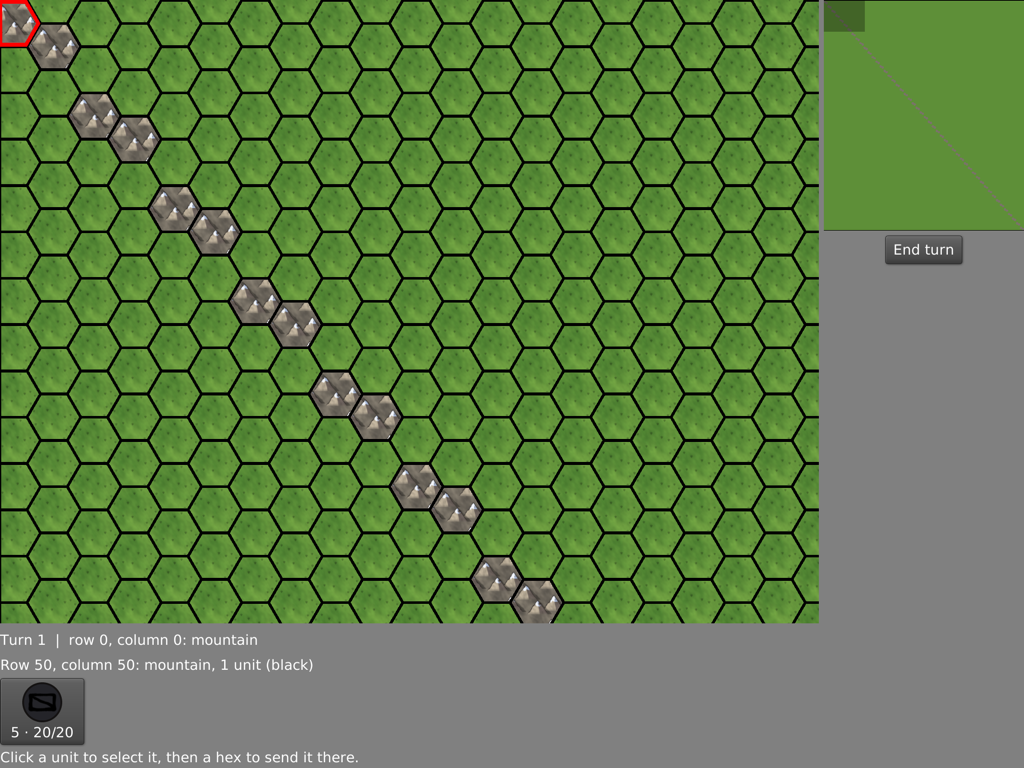 End turn
Turn 1 | row 0, column 0: mountain
Row 50, column 50: mountain, 1 unit (black)
5 · 20/20
Click a unit to select it, then a hex to send it there.